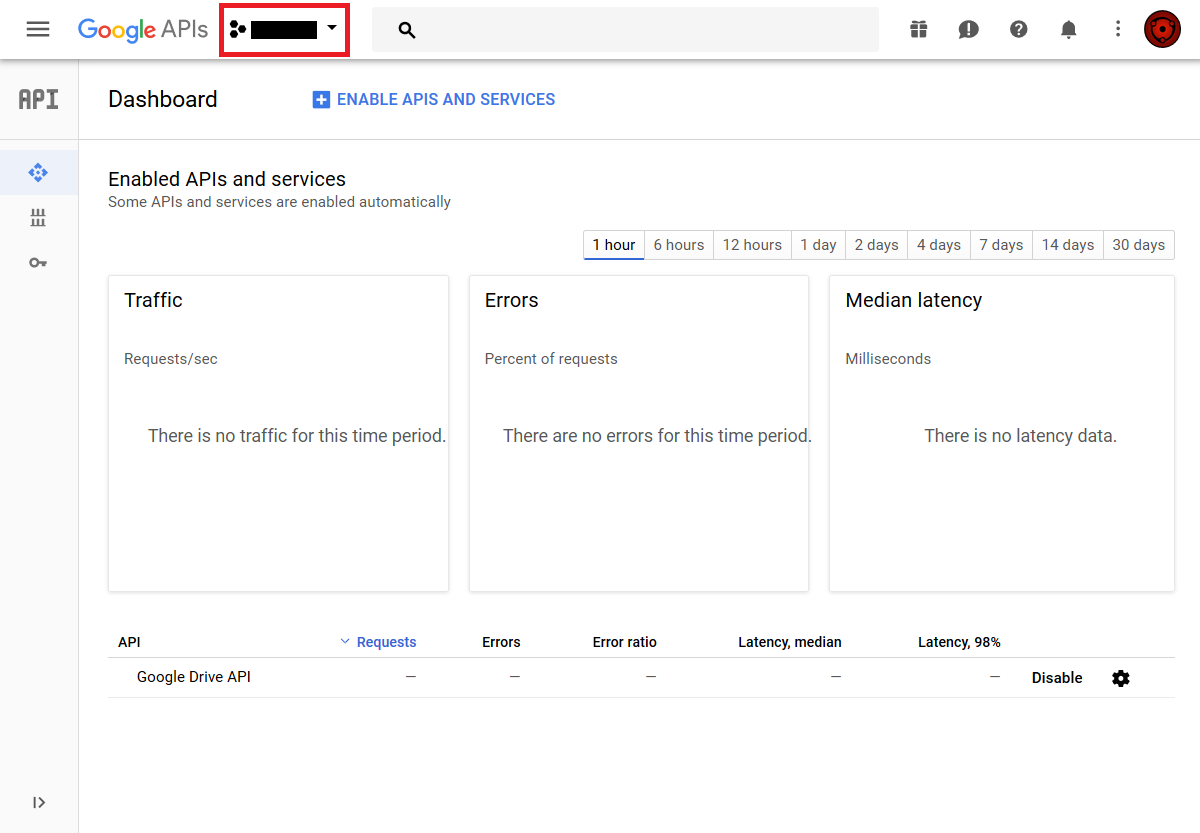 Google APIs
API
Dashboard
ENABLE APIS AND SERVICES
Enabled APIs and services
Some APIs and services are enabled automatically
1 hour 6 hours 12 hours 1 day 2 days 4 days 7 days 14 days 30 days
Traffic
Requests/sec
There is no traffic for this time period.
Errors
Percent of requests
There are no errors for this time period.
Median latency
Milliseconds
There is no latency data.
API Requests Errors Error ratio Latency, median Latency, 98%
Google Drive API — — — — — Disable